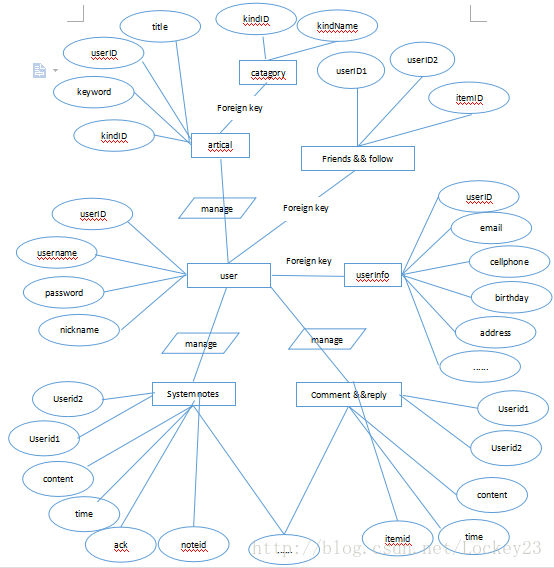 kindID
kindName
title
userID
catagory
userID2
userID1
keyword
itemID
Foreign key
kindID
artical
Friends && follow
manage
Foreign key
userID
userID
email
username
Foreign key
cellphone
user
userInfo
password
birthday
nickname
address
manage
manage
......
System notes
Comment &&reply
Userid2
Userid1
Userid1
Userid2
content
content
time
itemid
time
ack
noteid
......
http://blog.csdn.net/Lockey23